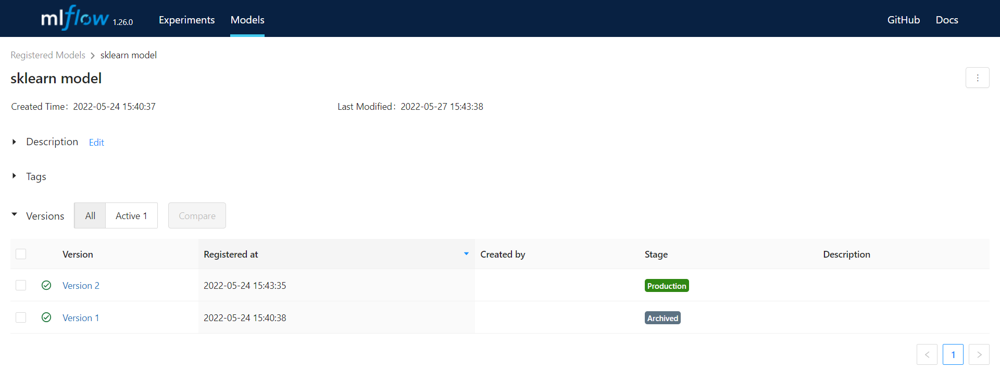 mlflow 1.26.0 Experiments Models GitHub Docs
Registered Models > sklearn model
sklearn model
Created Time: 2022-05-24 15:40:37 Last Modified: 2022-05-27 15:43:38
Description Edit
Tags
Versions All Active 1 Compare
Version Registered at Created by Stage Description
Version 2 2022-05-24 15:43:35 Production
Version 1 2022-05-24 15:40:38 Archived
< 1 >